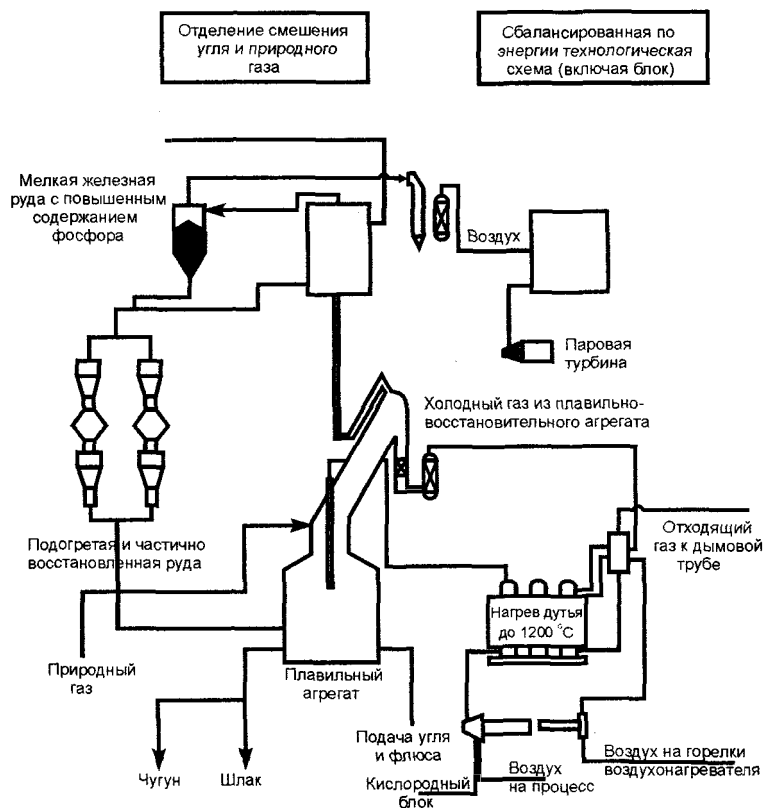 Отделение смешения
угля и природного
газа
Сбалансированная по
энергии технологическая
схема (включая блок)
Мелкая железная
руда с повышенным
содержанием
фосфора
Воздух
Паровая
турбина
Холодный газ из плавильно-
восстановительного агрегата
Подогретая и частично
восстановленная руда
Отходящий
газ к дымовой
трубе
Нагрев дутья
до 1200 °C
Природный
газ
Плавильный
агрегат
Подача угля
и флюса
Чугун
Шлак
Кислородный
блок
Воздух
на процесс
Воздух на горелки
воздухонагревателя